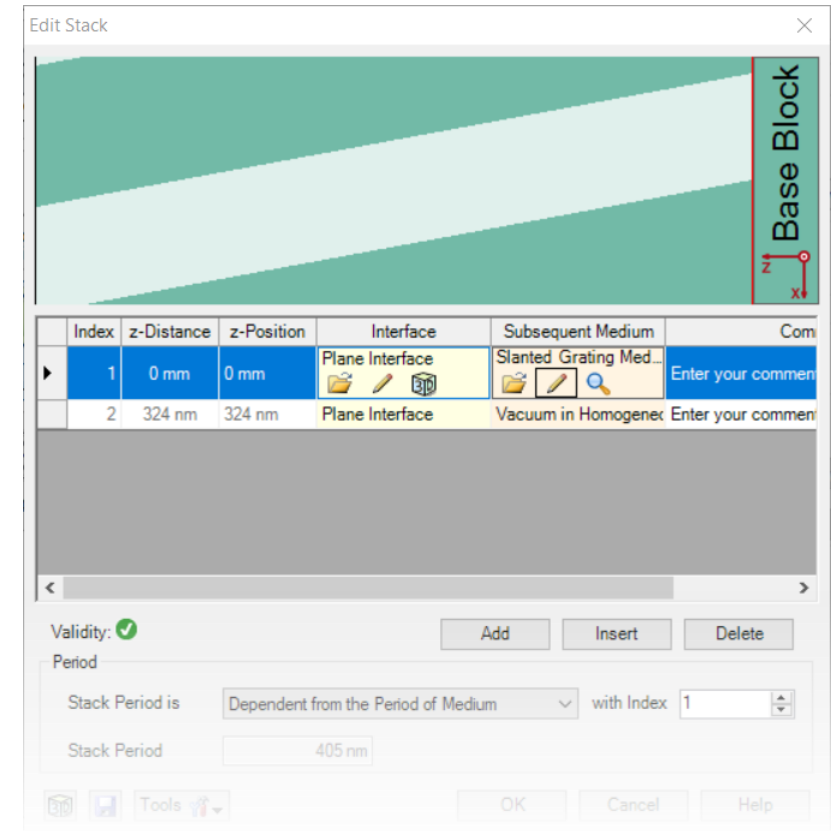 Edit Stack
Base Block
z
x
Index z-Distance z-Position Interface Subsequent Medium Com
1 0 mm 0 mm Plane Interface Slanted Grating Med... Enter your commen
2 324 nm 324 nm Plane Interface Vacuum in Homogene Enter your commen
Validity:
Add Insert Delete
Period
Stack Period is Dependent from the Period of Medium with Index 1
Stack Period 405 nm
Tools OK Cancel Help